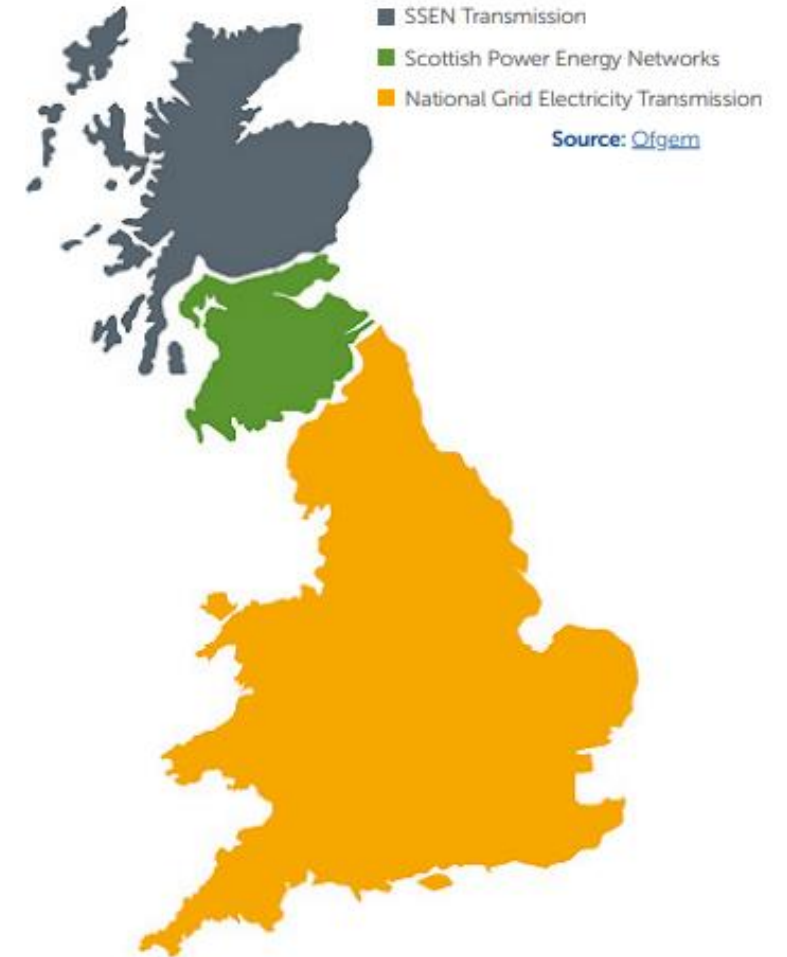 SSEN Transmission
Scottish Power Energy Networks
National Grid Electricity Transmission
Source: Ofgem